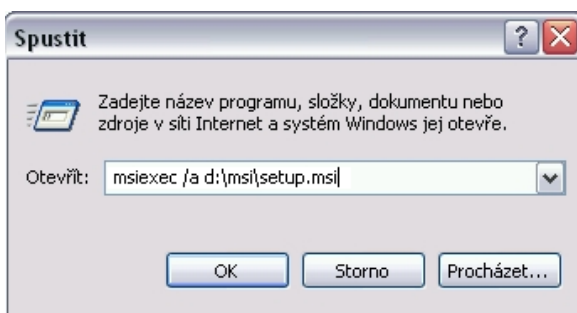 Spustit
Zadejte název programu, složky, dokumentu nebo
zdroje v síti Internet a systém Windows jej otevře.
Otevřít: msiexec /a d:\msi\setup.msi
OK Storno Procházet...